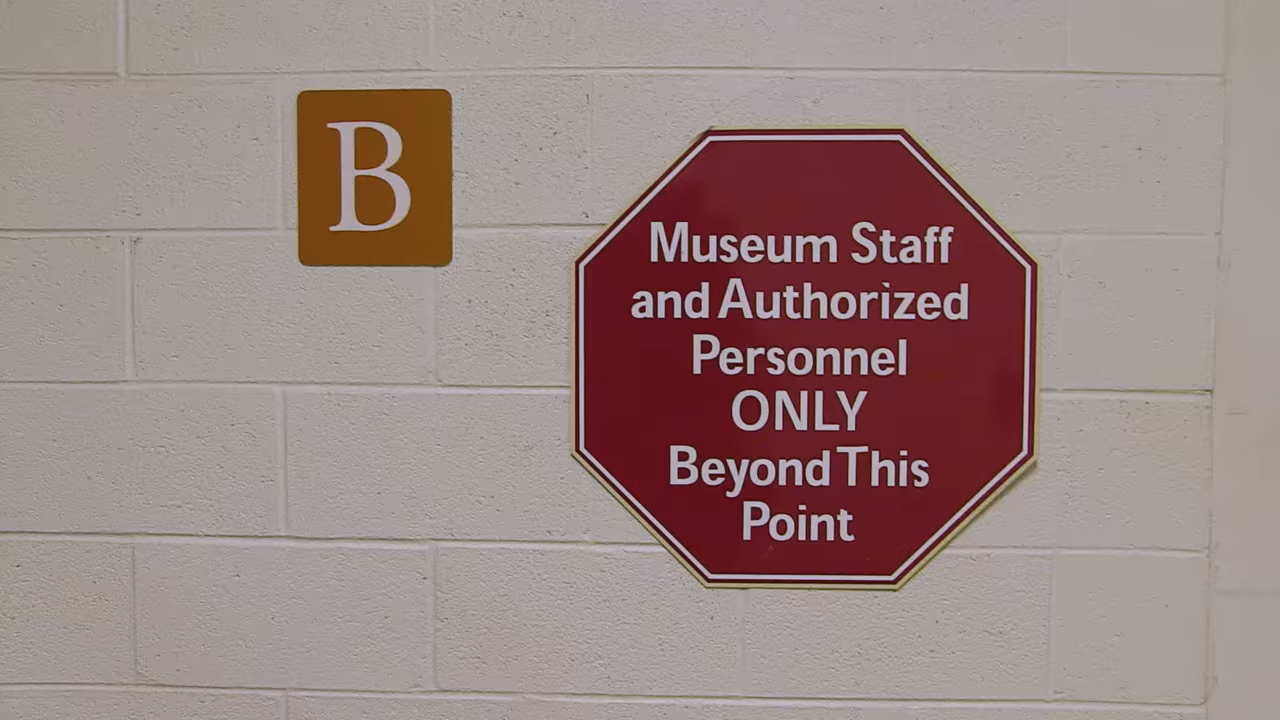 B
Museum Staff
and Authorized
Personnel
ONLY
Beyond This
Point